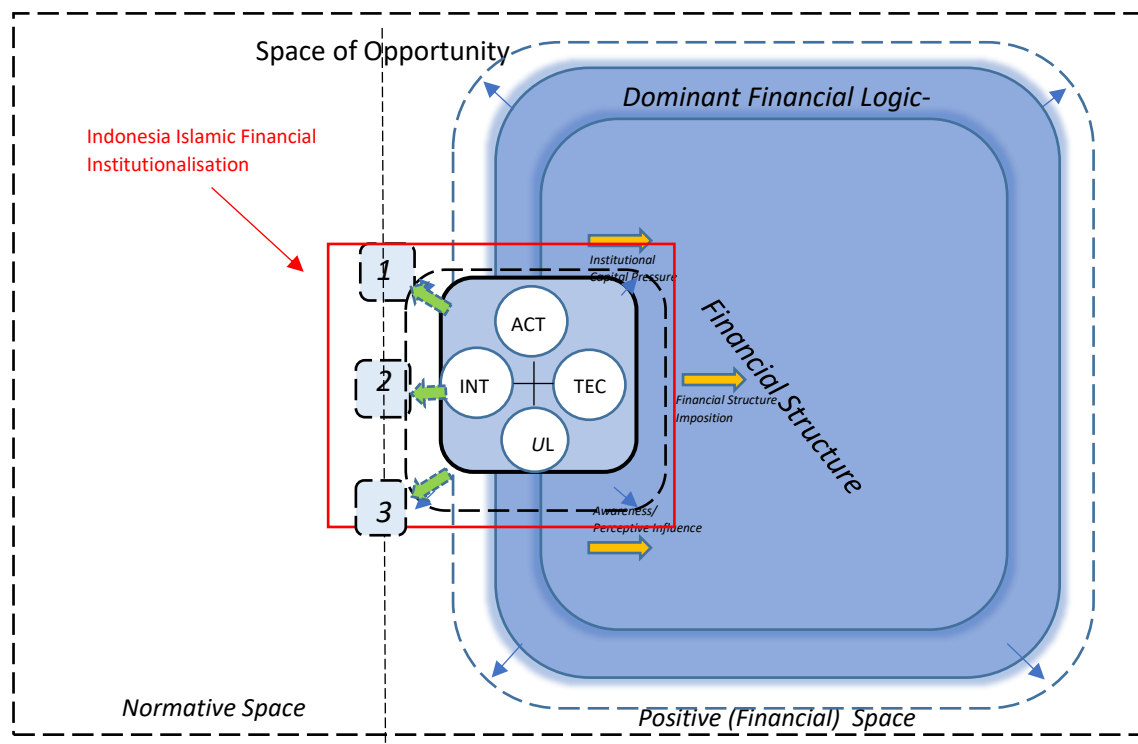 Space of Opportunity
Dominant Financial Logic-
Indonesia Islamic Financial
Institutionalisation
1
Institutional
Capital Pressure
ACT
2
INT
TEC
Financial Structure
Financial Structure
Imposition
UL
3
Awareness/
Perceptive Influence
Normative Space
Positive (Financial) Space